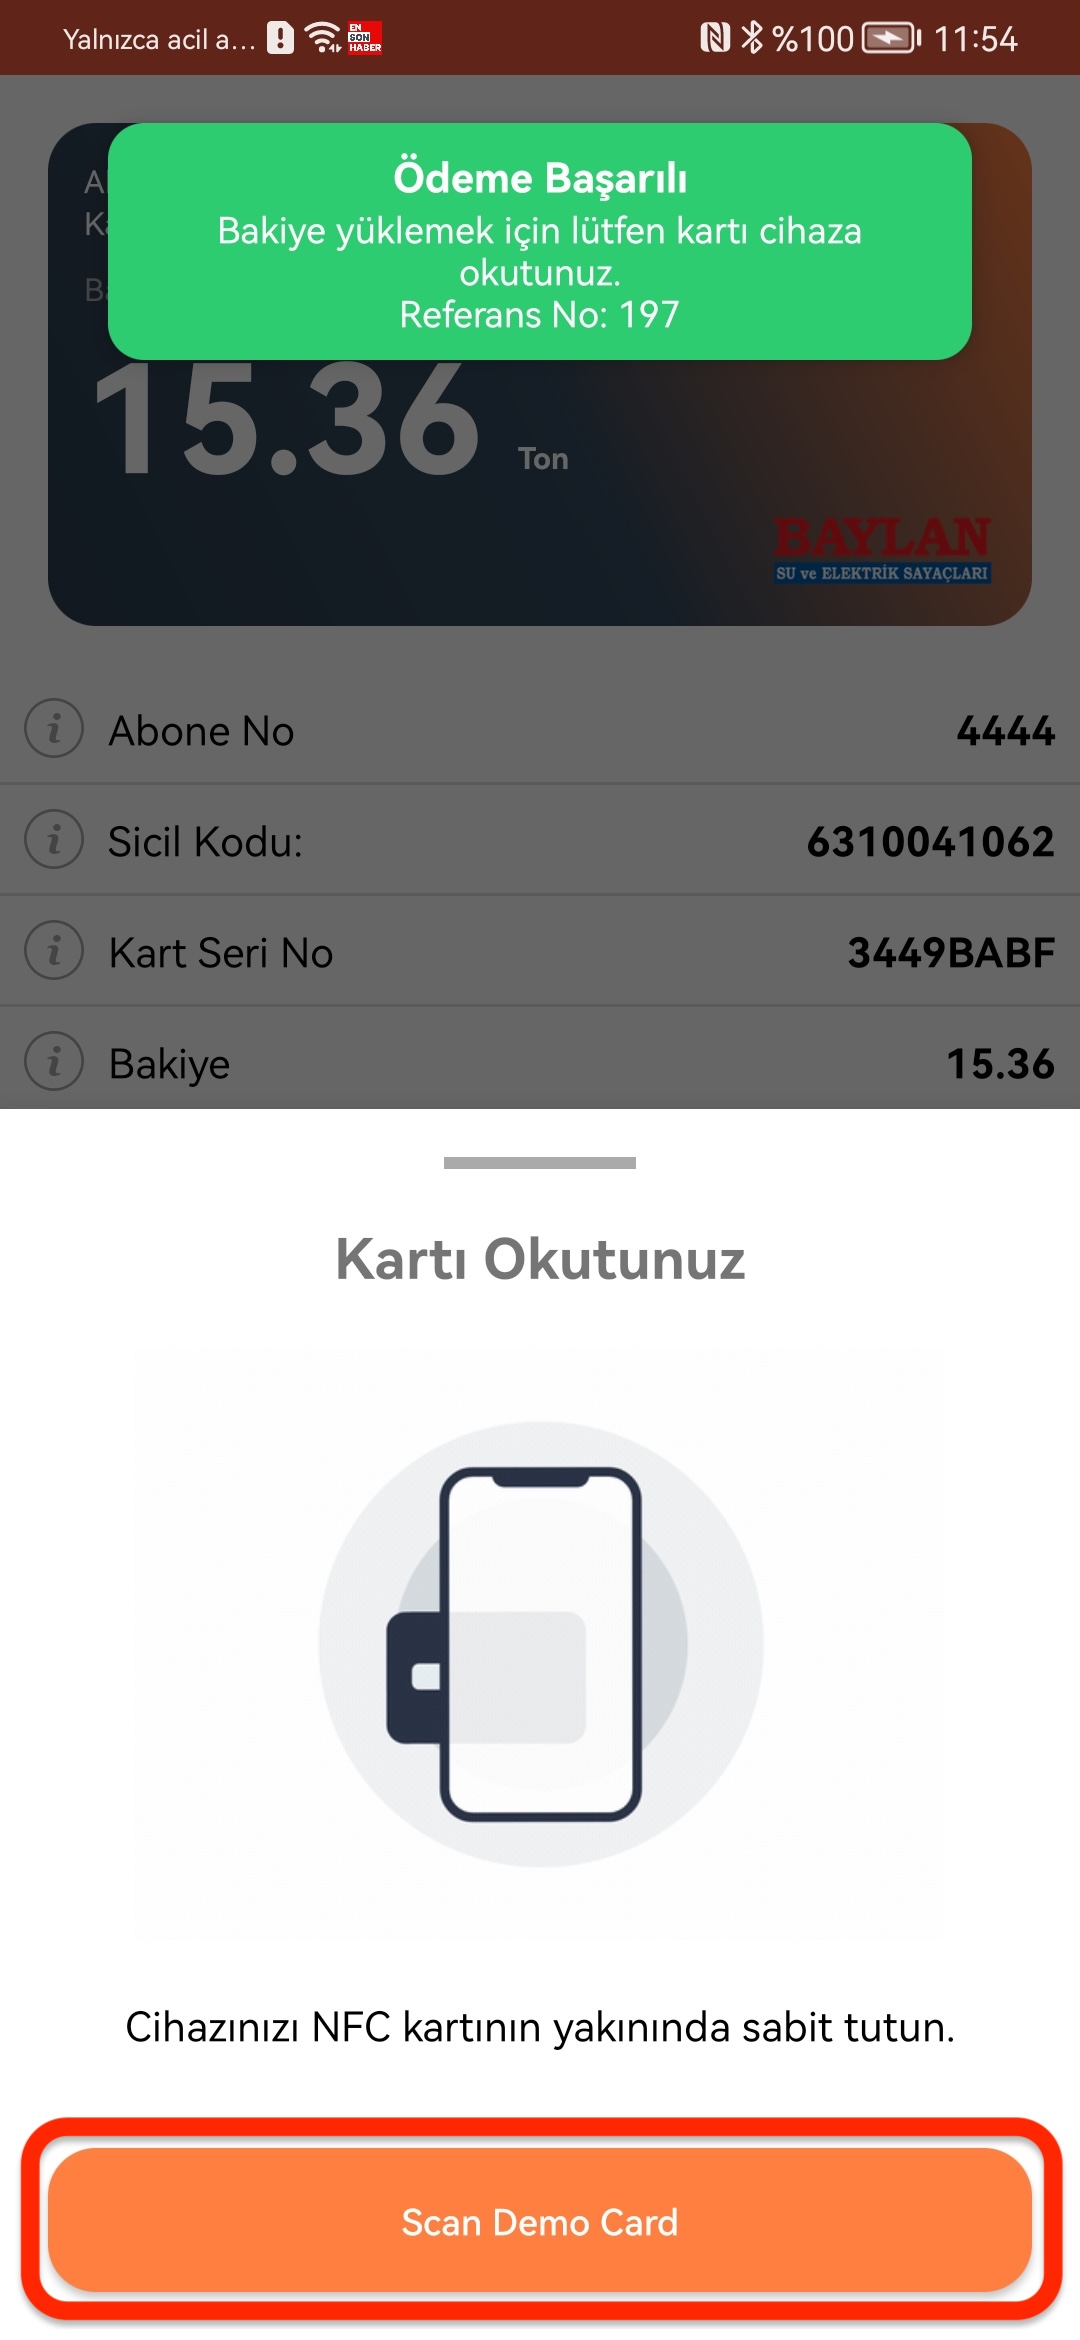 Yalnızca acil a...
EN
SON
HABER
%100
11:54
Ödeme Başarılı
Bakiye yüklemek için lütfen kartı cihaza
okutunuz.
Referans No: 197
15.36 Ton
BAYLAN
SU ve ELEKTRİK SAYAÇLARI
Abone No 4444
Sicil Kodu: 6310041062
Kart Seri No 3449BABF
Bakiye 15.36
Kartı Okutunuz
Cihazınızı NFC kartının yakınında sabit tutun.
Scan Demo Card